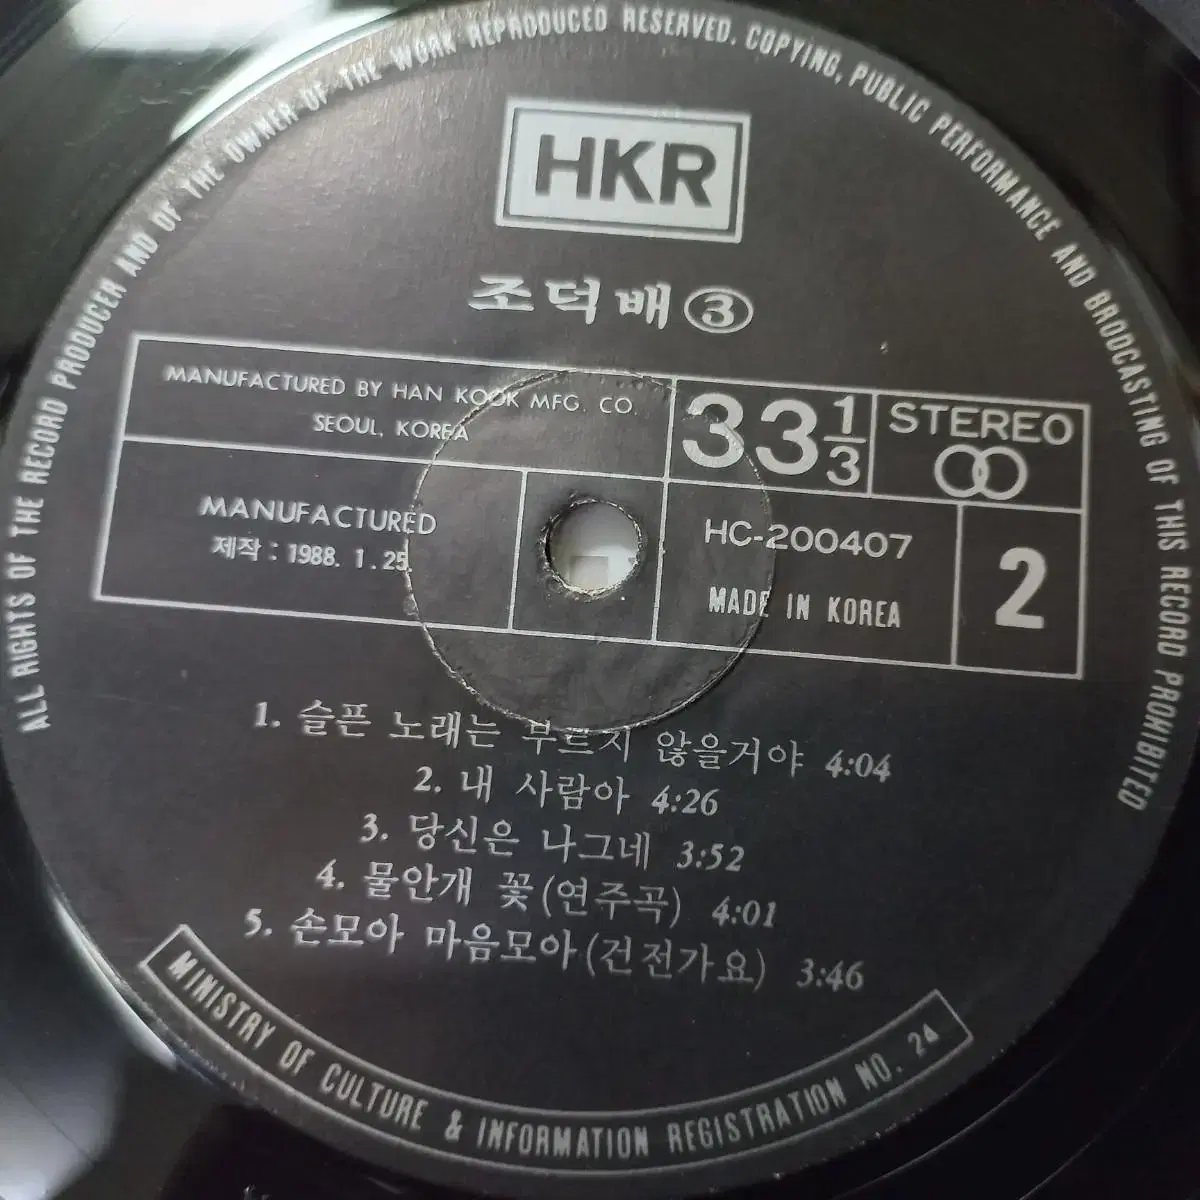 ALL RIGHTS OF THE RECORD PRODUCER AND OF THE OWNER OF THE WORK REPRODUCED RESERVED. COPYING, PUBLIC PERFORMANCE AND BRODCASTING OF THIS RECORD PROHIBITED
HKR
조덕배③
MANUFACTURED BY HAN KOOK MFG. CO.
SEOUL, KOREA
33 1/3
STEREO
MANUFACTURED
제작 : 1988. 1. 25.
HC-200407
MADE IN KOREA
2
1. 슬픈 노래는 부르지 않을거야 4:04
2. 내 사람아 4:26
3. 당신은 나그네 3:52
4. 물안개 꽃(연주곡) 4:01
5. 손모아 마음모아(건전가요) 3:46
MINISTRY OF CULTURE & INFORMATION REGISTRATION NO. 24